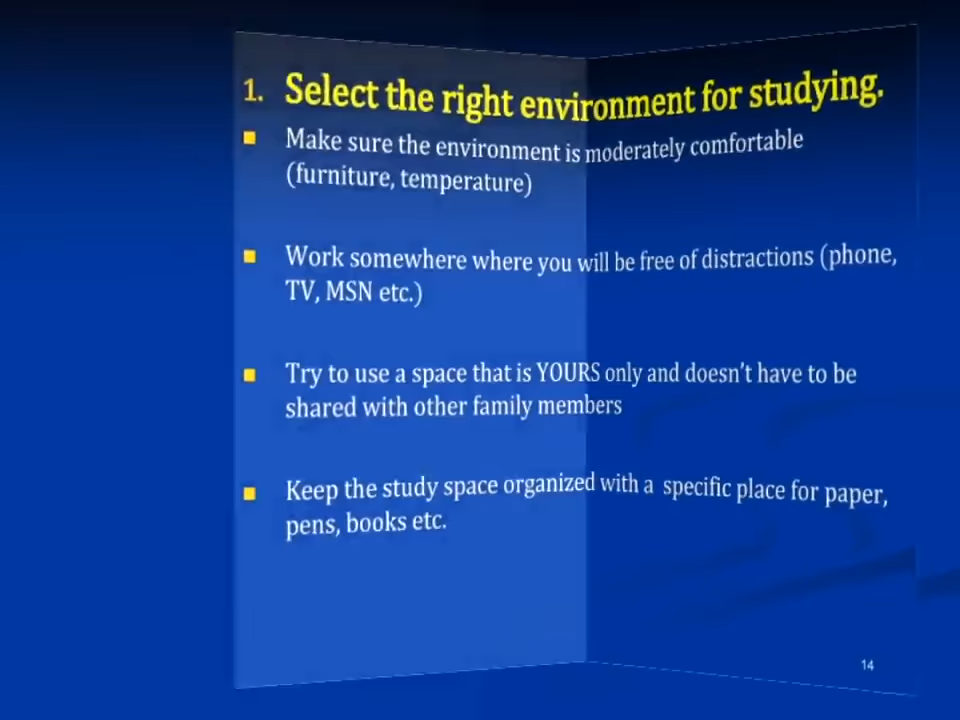 1. Select the right environment for studying.
■ Make sure the environment is moderately comfortable
(furniture, temperature)
■ Work somewhere where you will be free of distractions (phone,
TV, MSN etc.)
■ Try to use a space that is YOURS only and doesn’t have to be
shared with other family members
■ Keep the study space organized with a specific place for paper,
pens, books etc.
14